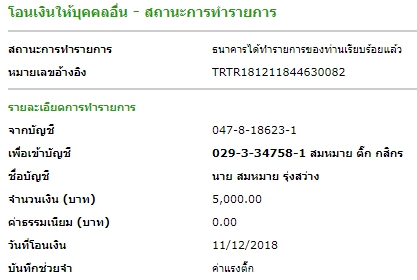 โอนเงินให้บุคคลอื่น - สถานะการทำรายการ
สถานะการทำรายการ ธนาคารได้ทำรายการของท่านเรียบร้อยแล้ว
หมายเลขอ้างอิง TRTR181211844630082
รายละเอียดการทำรายการ
จากบัญชี 047-8-18623-1
เพื่อเข้าบัญชี 029-3-34758-1 สมหมาย ตึ๊ก กสิกร
ชื่อบัญชี นาย สมหมาย รุ่งสว่าง
จำนวนเงิน (บาท) 5,000.00
ค่าธรรมเนียม (บาท) 0.00
วันที่โอนเงิน 11/12/2018
บันทึกช่วยจำ ค่าแรงตึ๊ก